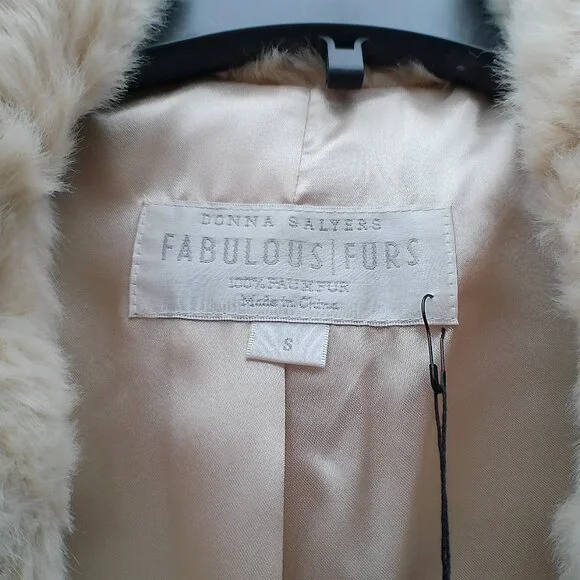 DONNA SALYERS
FABULOUS|FURS
100% FAUX FUR
Made in China
S